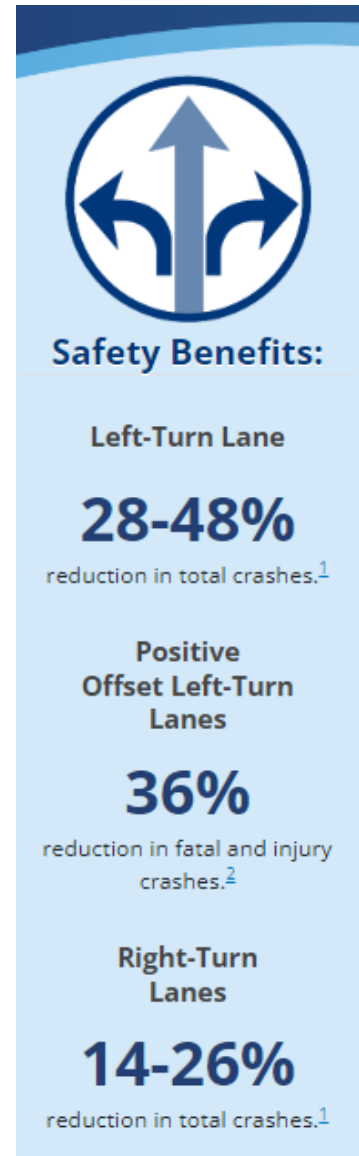 Safety Benefits:
Left-Turn Lane
28-48%
reduction in total crashes.1
Positive
Offset Left-Turn
Lanes
36%
reduction in fatal and injury
crashes.2
Right-Turn
Lanes
14-26%
reduction in total crashes.1